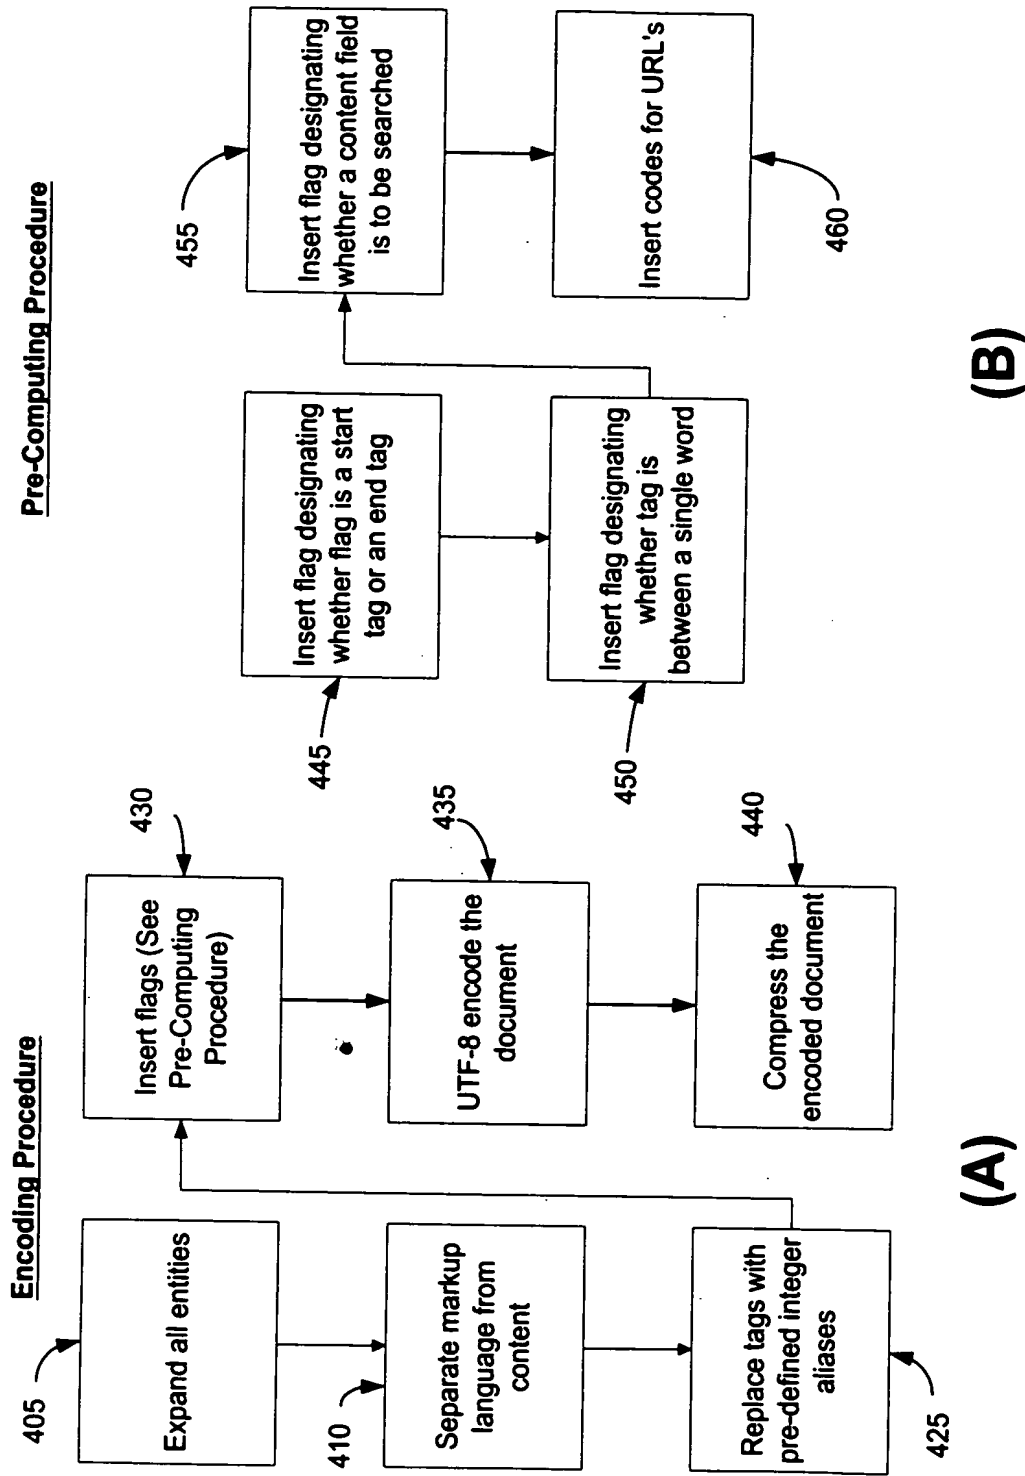 Encoding Procedure
405
Expand all entities
410
Separate markup
language from
content
Replace tags with
pre-defined integer
aliases
425
430
Insert flags (See
Pre-Computing
Procedure)
435
UTF-8 encode the
document
440
Compress the
encoded document
(A)
Pre-Computing Procedure
445
Insert flag designating
whether flag is a start
tag or an end tag
450
Insert flag designating
whether tag is
between a single word
455
Insert flag designating
whether a content field
is to be searched
Insert codes for URL's
460
(B)